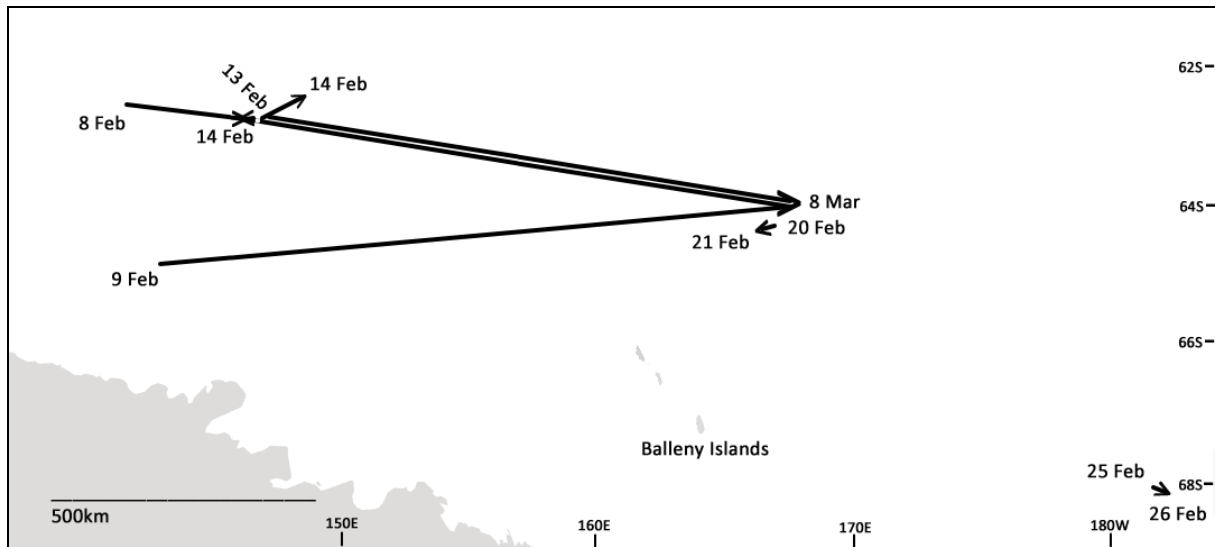 62S
13 Feb
14 Feb
8 Feb
14 Feb
8 Mar
64S
20 Feb
21 Feb
9 Feb
66S
Balleny Islands
25 Feb
68S
26 Feb
500km
150E
160E
170E
180W